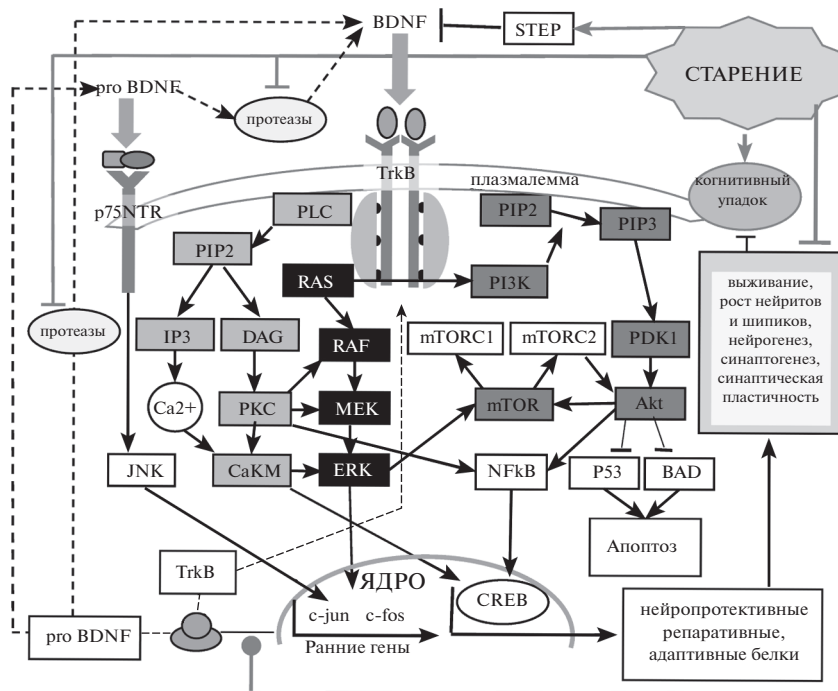 BDNF
STEP
СТАРЕНИЕ
pro BDNF
протеазы
TrkB
плазмалемма
когнитивный
упадок
p75NTR
PLC
PIP2
PIP3
PIP2
RAS
PI3K
выживание,
рост нейритов
и шипиков,
нейрогенез,
синаптогенез,
синаптическая
пластичность
протеазы
IP3
DAG
RAF
mTORC1
mTORC2
PDK1
Ca2+
PKC
MEK
mTOR
Akt
JNK
CaKM
ERK
NFkB
P53
BAD
Апоптоз
TrkB
ЯДРО
c-jun
c-fos
CREB
pro BDNF
Ранние гены
нейропротективные
репаративные,
адаптивные белки